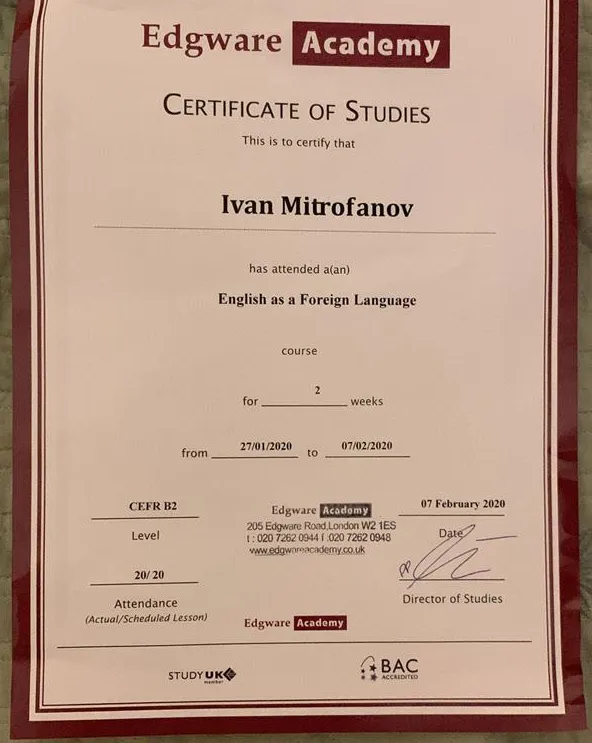 Edgware Academy
CERTIFICATE OF STUDIES
This is to certify that
Ivan Mitrofanov
has attended a(an)
English as a Foreign Language
course
for 2 weeks
from 27/01/2020 to 07/02/2020
CEFR B2
Level
20/20
Attendance
(Actual/Scheduled Lesson)
Edgware Academy
205 Edgware Road,London W2 1ES
t : 020 7262 0944 f :020 7262 0948
www.edgwareacademy.co.uk
Edgware Academy
07 February 2020
Date
Director of Studies
STUDY UK
member
BAC
ACCREDITED